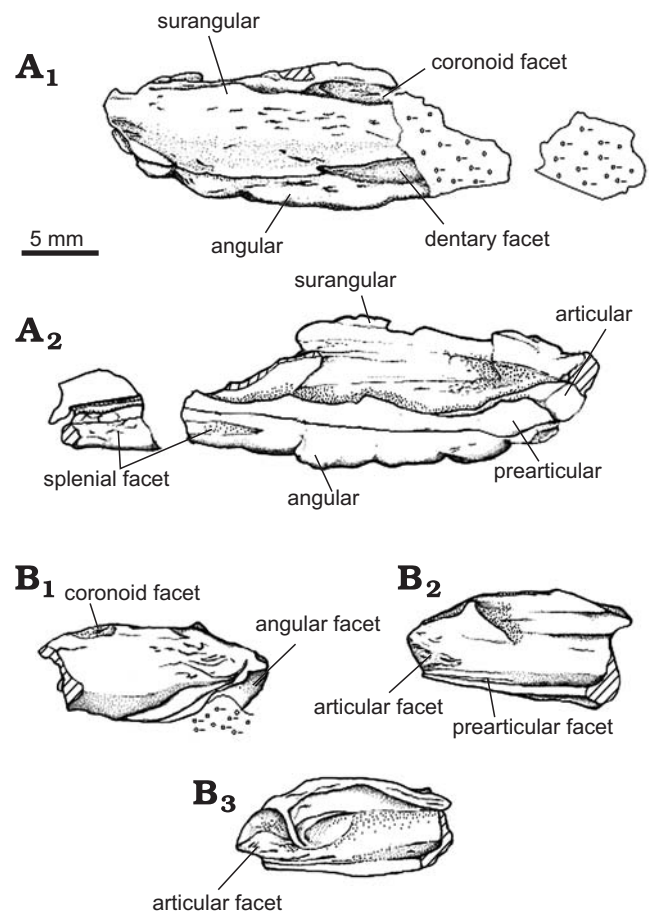 surangular
A1
coronoid facet
5 mm
angular
dentary facet
surangular
A2
articular
splenial facet
angular
prearticular
B1
coronoid facet
angular facet
B2
articular facet
prearticular facet
B3
articular facet